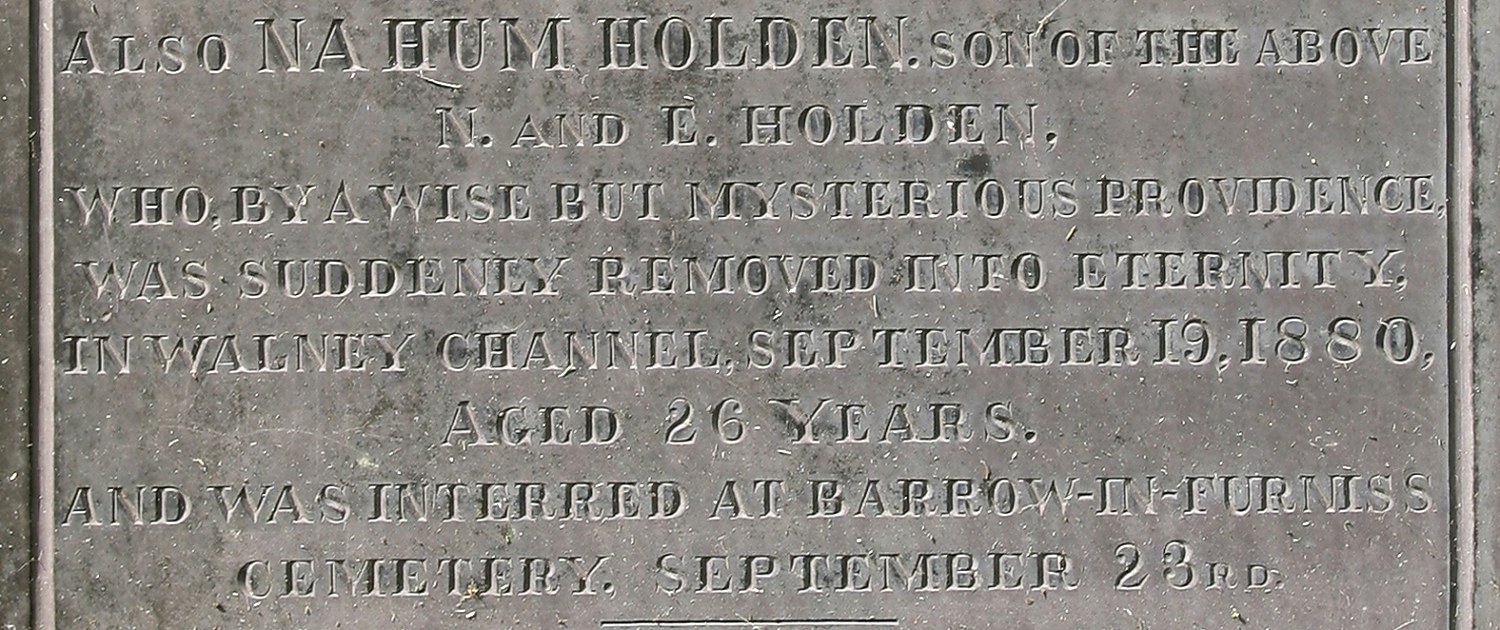 ALSO NAHUM HOLDEN. SON OF THE ABOVE
N. AND E. HOLDEN,
WHO, BY A WISE BUT MYSTERIOUS PROVIDENCE,
WAS SUDDENLY REMOVED INTO ETERNITY,
IN WALNEY CHANNEL, SEPTEMBER 19, 1880,
AGED 26 YEARS.
AND WAS INTERRED AT BARROW-IN-FURNISS
CEMETERY. SEPTEMBER 23RD.